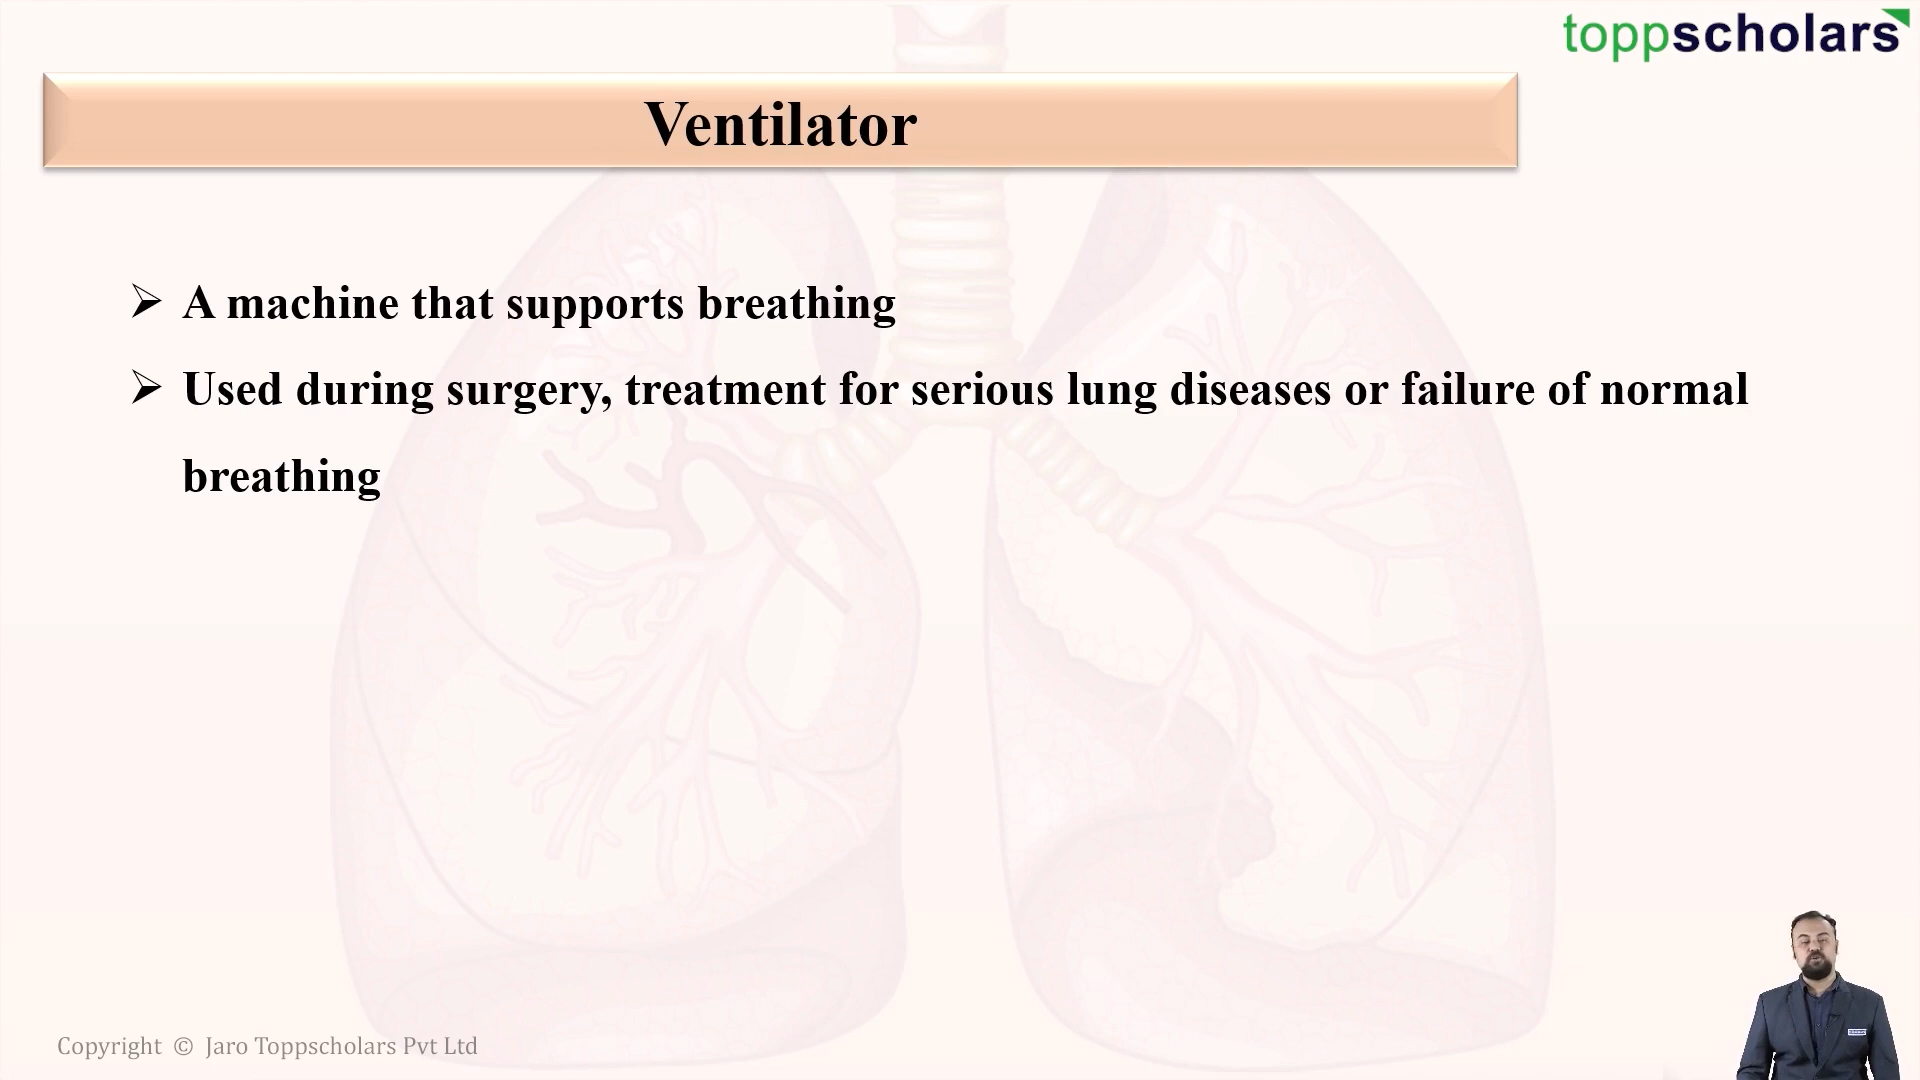 toppscholars
Ventilator
➢ A machine that supports breathing
➢ Used during surgery, treatment for serious lung diseases or failure of normal
breathing
Copyright © Jaro Toppscholars Pvt Ltd